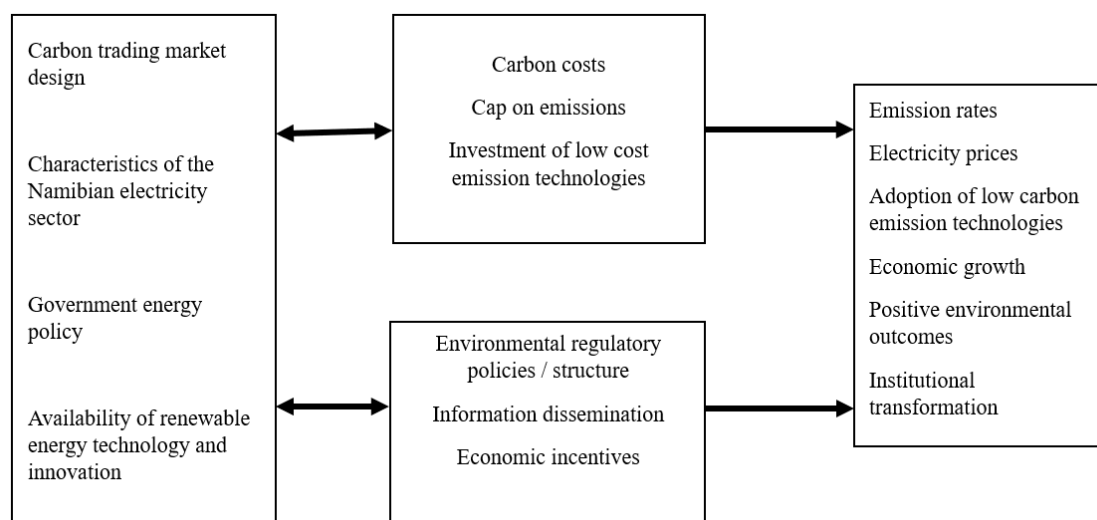 Carbon trading market
design
Characteristics of the
Namibian electricity
sector
Government energy
policy
Availability of renewable
energy technology and
innovation
Carbon costs
Cap on emissions
Investment of low cost
emission technologies
Environmental regulatory
policies / structure
Information dissemination
Economic incentives
Emission rates
Electricity prices
Adoption of low carbon
emission technologies
Economic growth
Positive environmental
outcomes
Institutional
transformation